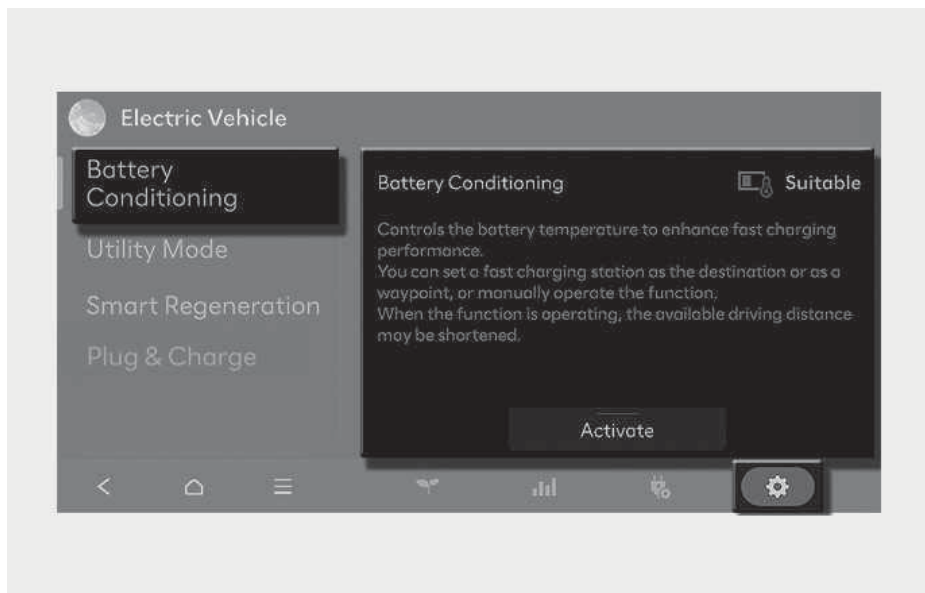 Electric Vehicle
Battery
Conditioning
Utility Mode
Smart Regeneration
Plug & Charge
Battery Conditioning
Suitable
Controls the battery temperature to enhance fast charging
performance.
You can set a fast charging station as the destination or as a
waypoint, or manually operate the function.
When the function is operating, the available driving distance
may be shortened.
Activate